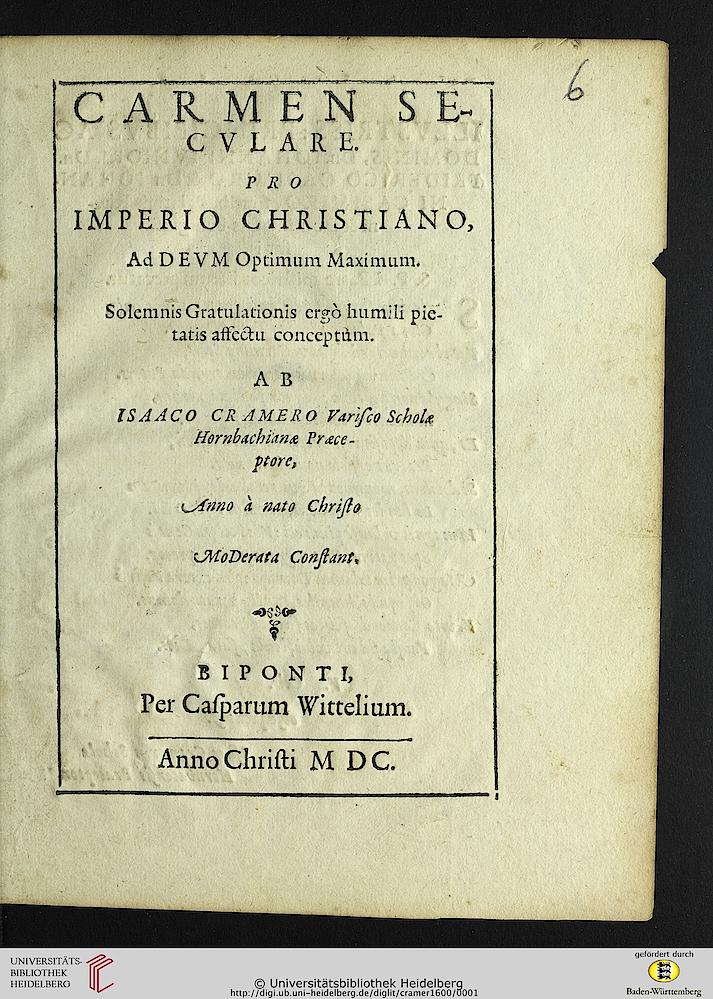 6
CARMEN SE-
CVLARE.
PRO
IMPERIO CHRISTIANO,
Ad DEVM Optimum Maximum.
Solemnis Gratulationis ergò humili pie-
tatis affectu conceptùm.
AB
ISAACO CRAMERO Variſco Scholæ
Hornbachianæ Præce-
ptore,
Anno à nato Chriſto
MoDerata Conſtant.
BIPONTI,
Per Caſparum Wittelium.
Anno Chriſti M DC.
UNIVERSITÄTS-
BIBLIOTHEK
HEIDELBERG
© Universitätsbibliothek Heidelberg
http://digi.ub.uni-heidelberg.de/diglit/cramer1600/0001
gefördert durch
Baden-Württemberg